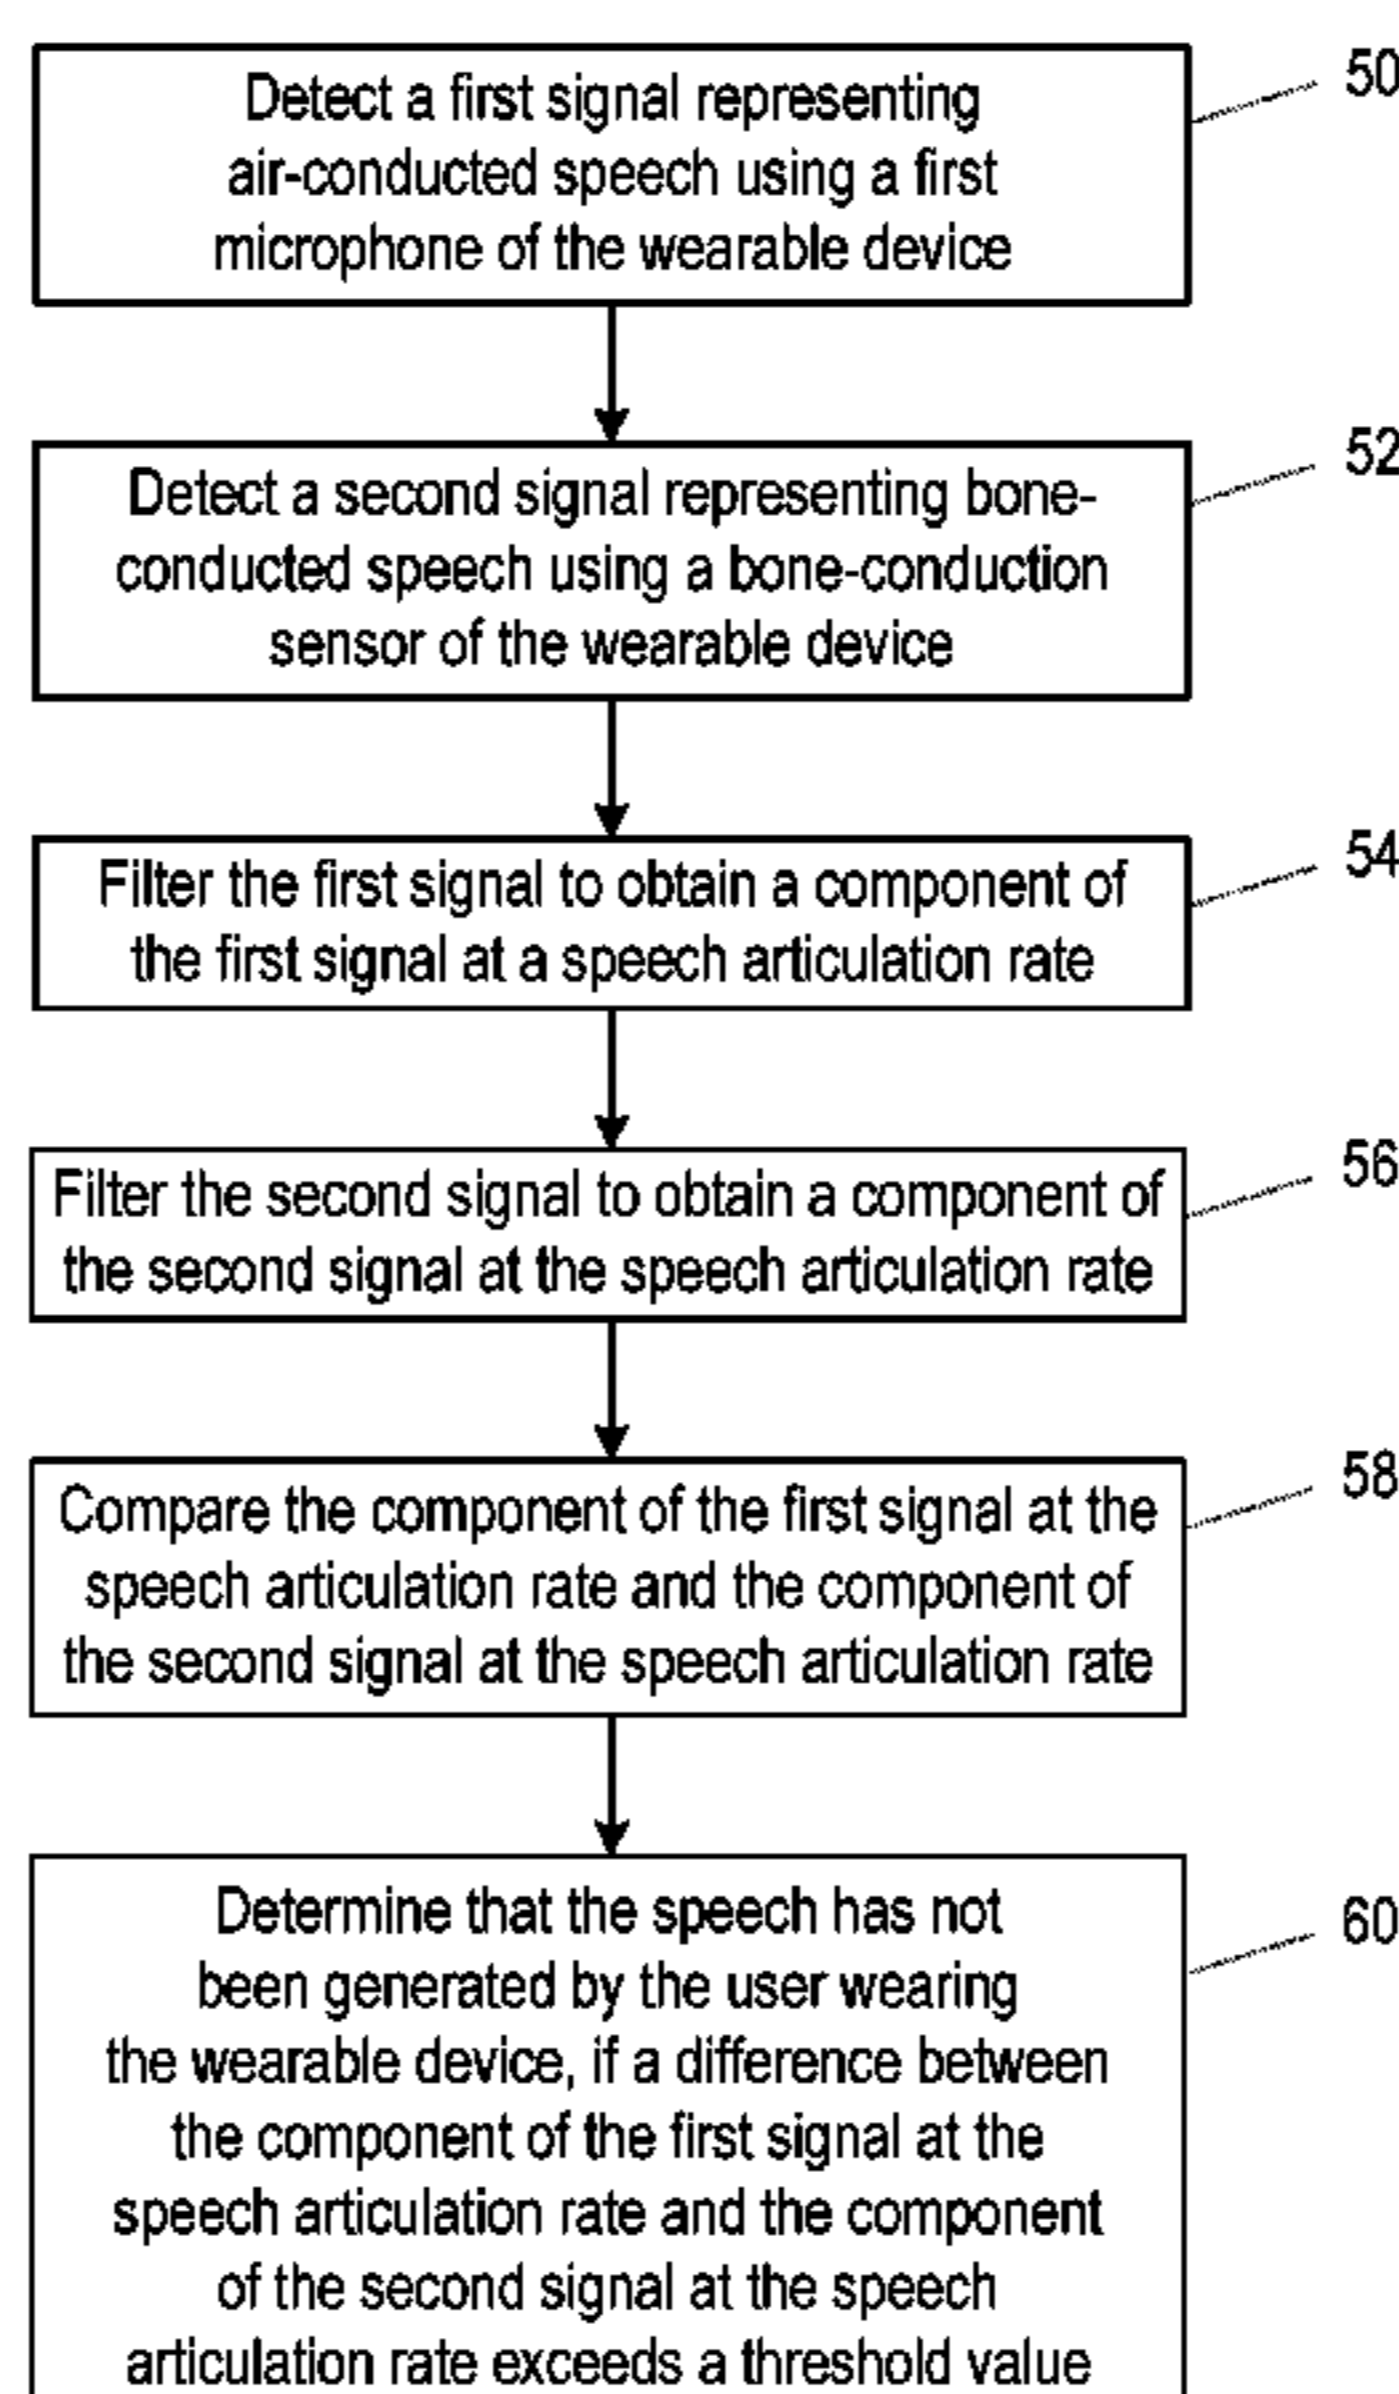 Detect a first signal representing
air-conducted speech using a first
microphone of the wearable device
50
Detect a second signal representing bone-
conducted speech using a bone-conduction
sensor of the wearable device
52
Filter the first signal to obtain a component of
the first signal at a speech articulation rate
54
Filter the second signal to obtain a component of
the second signal at the speech articulation rate
56
Compare the component of the first signal at the
speech articulation rate and the component of
the second signal at the speech articulation rate
58
Determine that the speech has not
been generated by the user wearing
the wearable device, if a difference between
the component of the first signal at the
speech articulation rate and the component
of the second signal at the speech
articulation rate exceeds a threshold value
60